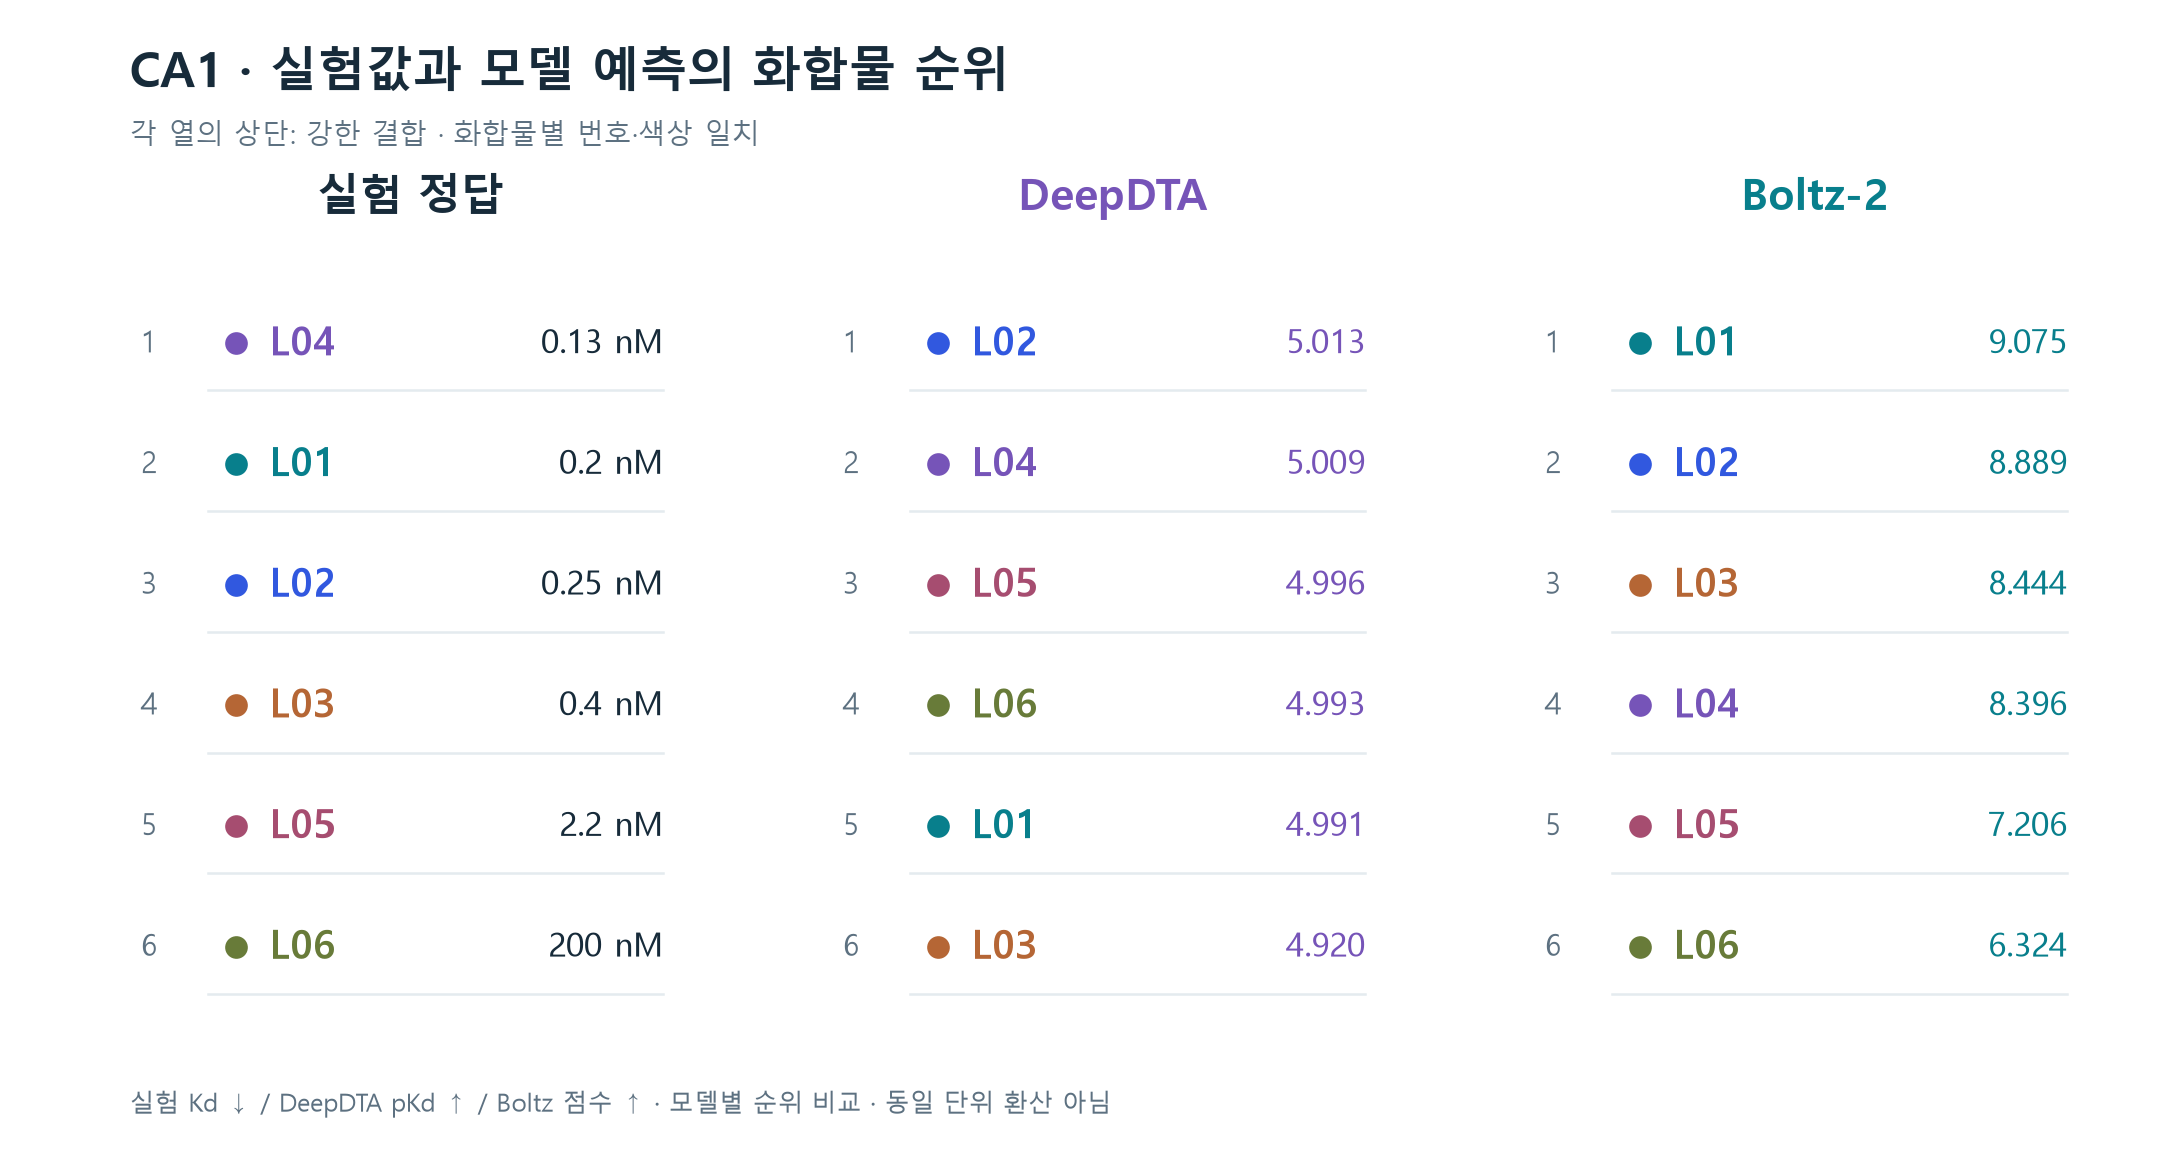 CA1 · 실험값과 모델 예측의 화합물 순위
각 열의 상단: 강한 결합 · 화합물별 번호·색상 일치
실험 정답
1 L04 0.13 nM
2 L01 0.2 nM
3 L02 0.25 nM
4 L03 0.4 nM
5 L05 2.2 nM
6 L06 200 nM
DeepDTA
1 L02 5.013
2 L04 5.009
3 L05 4.996
4 L06 4.993
5 L01 4.991
6 L03 4.920
Boltz-2
1 L01 9.075
2 L02 8.889
3 L03 8.444
4 L04 8.396
5 L05 7.206
6 L06 6.324
실험 Kd ↓ / DeepDTA pKd ↑ / Boltz 점수 ↑ · 모델별 순위 비교 · 동일 단위 환산 아님